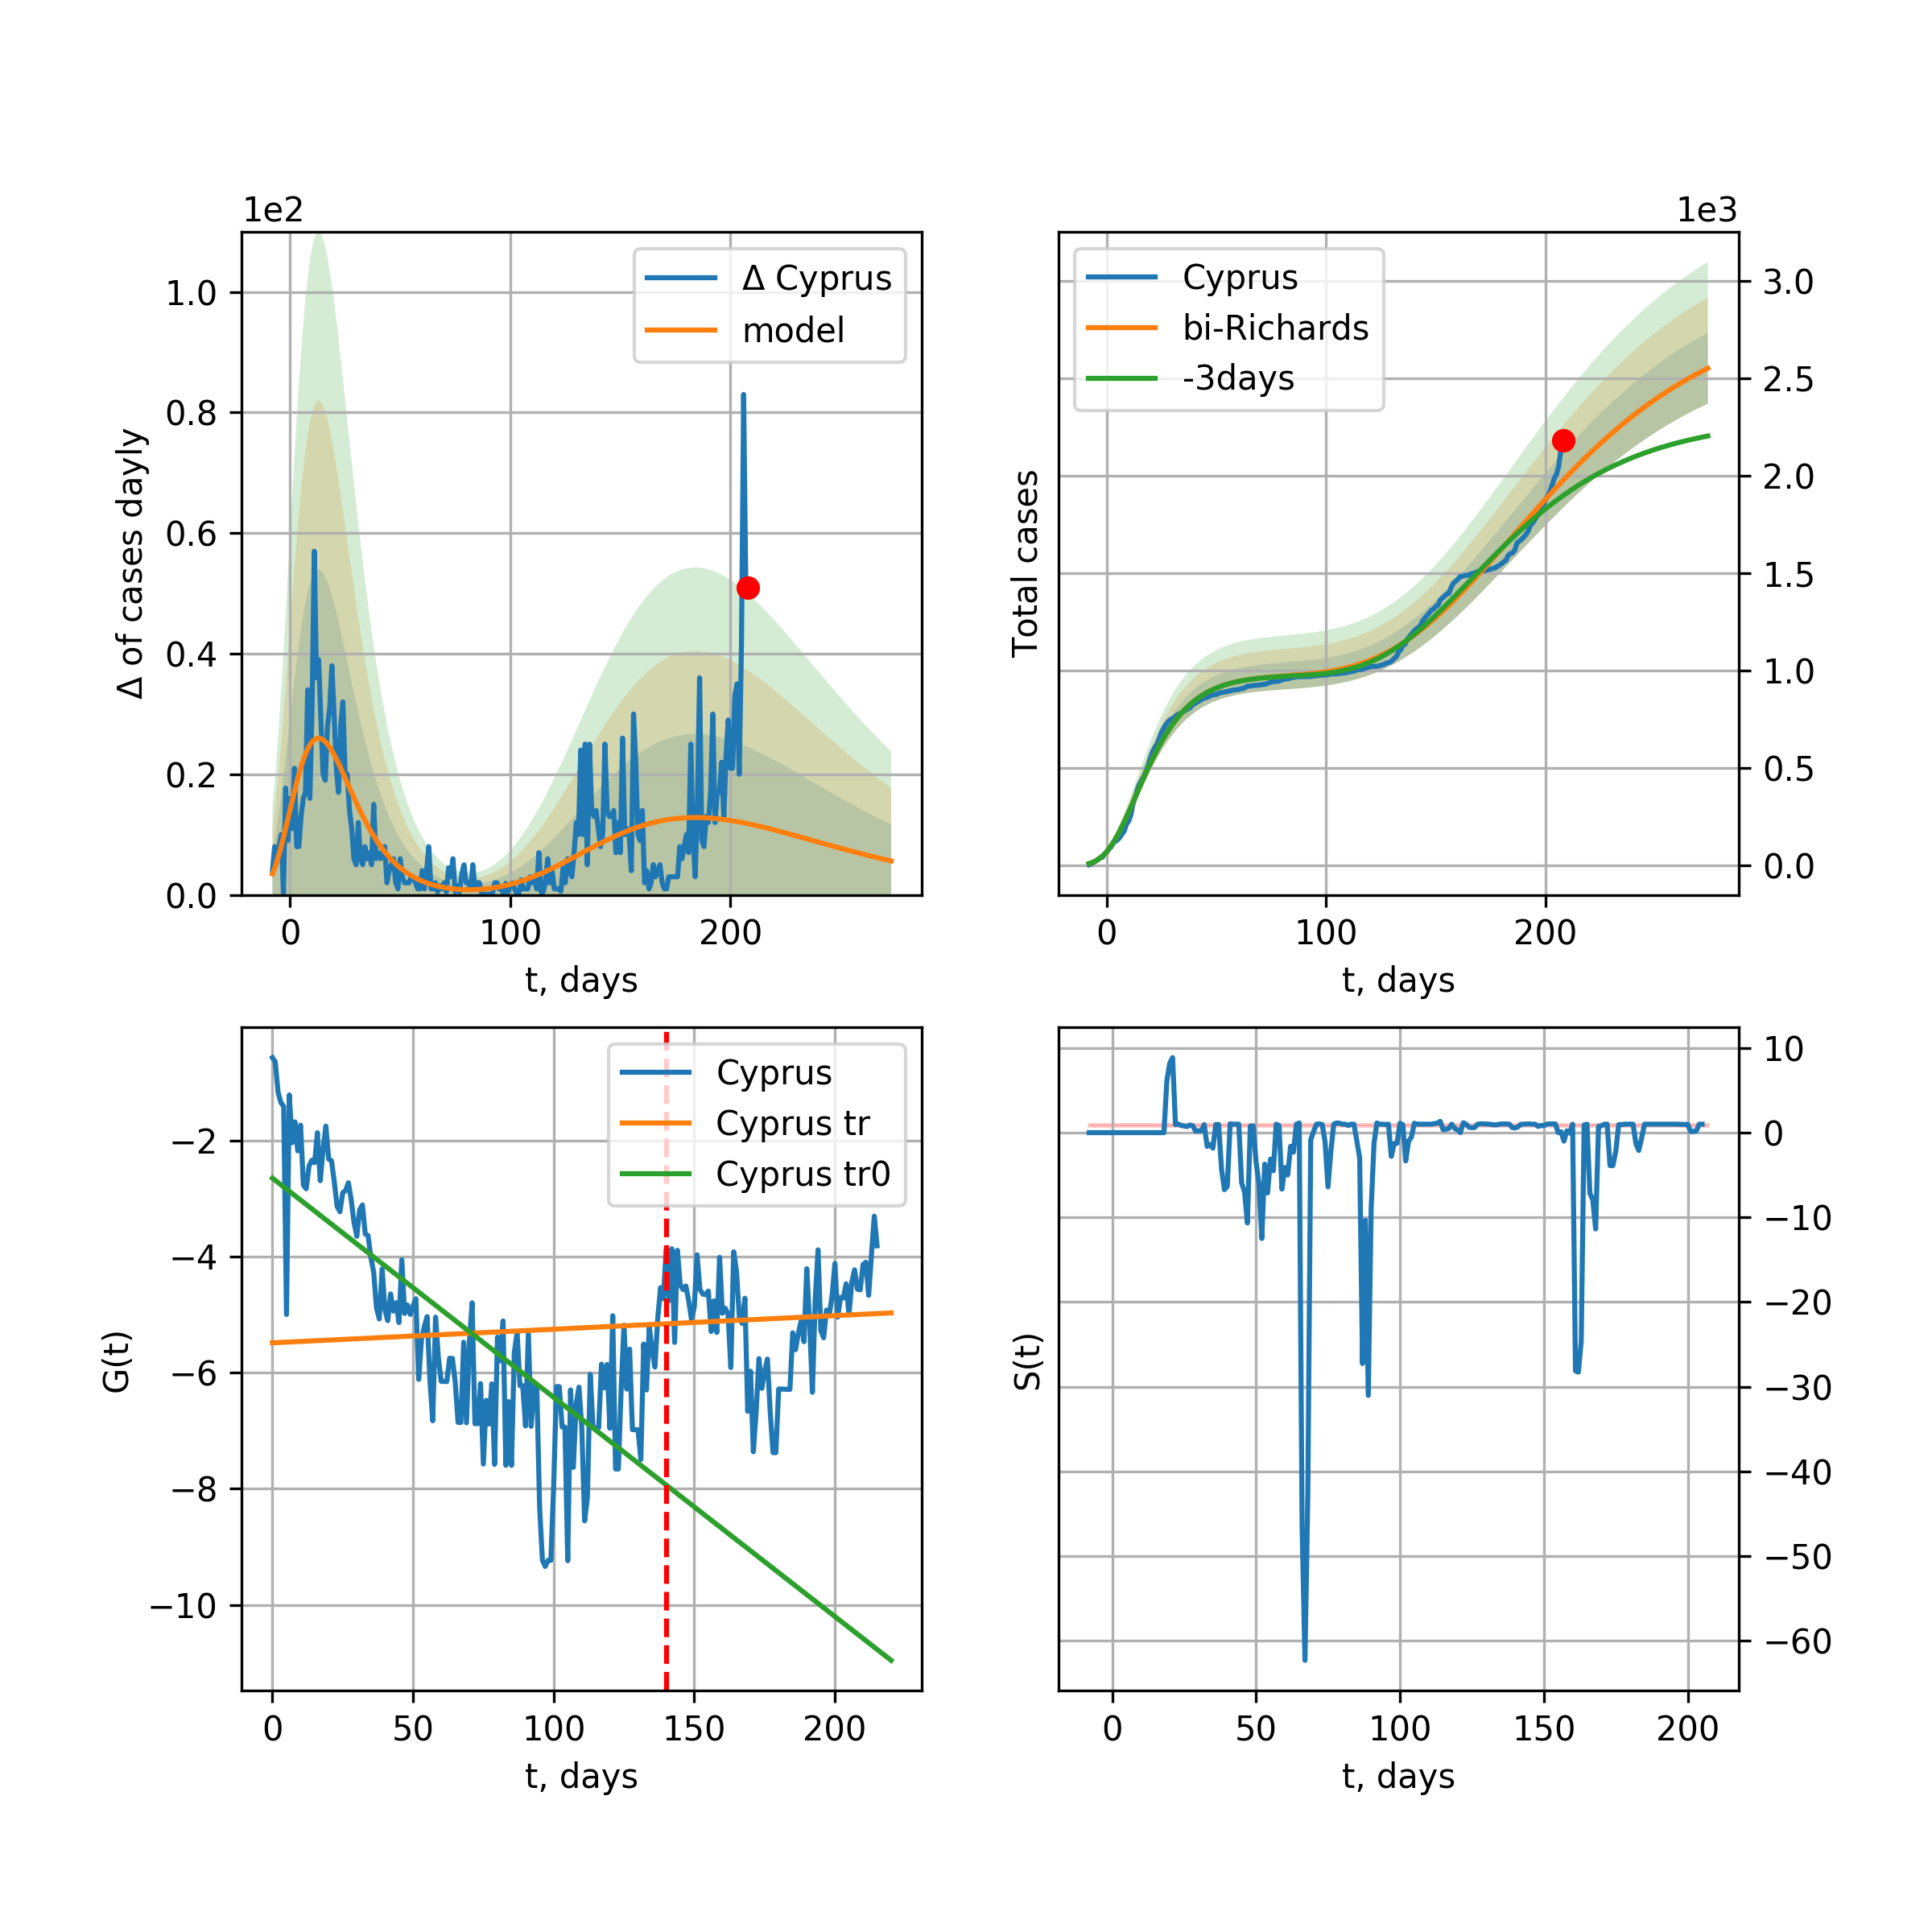 1e2
Δ of cases dayly
1.0
0.8
0.6
0.4
0.2
0.0
Δ Cyprus
model
0 100 200
t, days
1e3
Total cases
Cyprus
bi-Richards
-3days
3.0
2.5
2.0
1.5
1.0
0.5
0.0
0 100 200
t, days
G(t)
−2
−4
−6
−8
−10
Cyprus
Cyprus tr
Cyprus tr0
0 50 100 150 200
t, days
S(t)
10
0
−10
−20
−30
−40
−50
−60
0 50 100 150 200
t, days